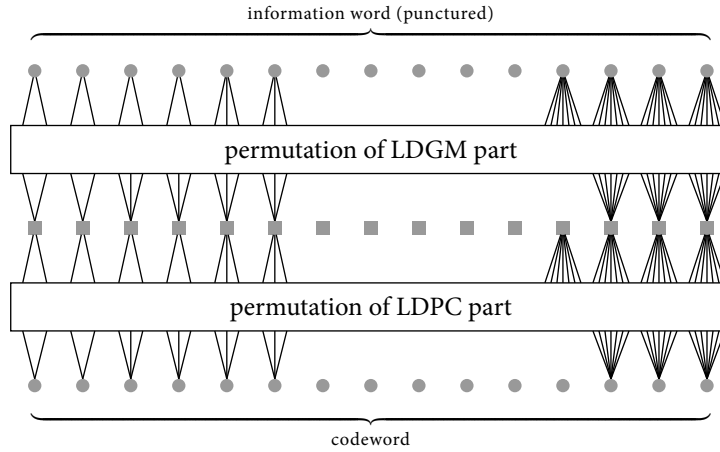 information word (punctured)
permutation of LDGM part
permutation of LDPC part
codeword